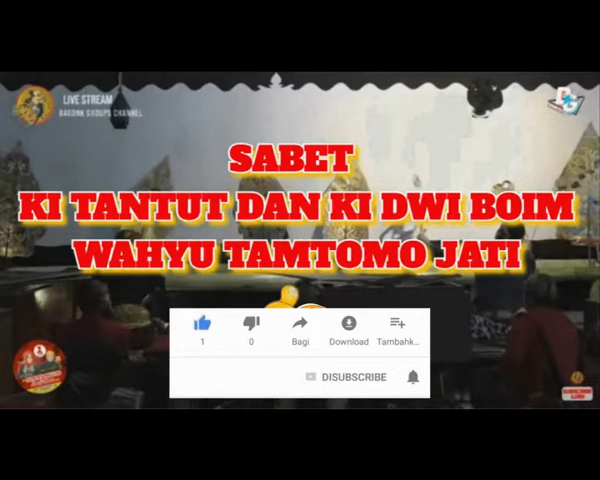 LIVE STREAM
BAGONK GROUPS CHANNEL
SABET
KI TANTUT DAN KI DWI BOIM
WAHYU TAMTOMO JATI
1
0
Bagi
Download
Tambahk...
DISUBSCRIBE